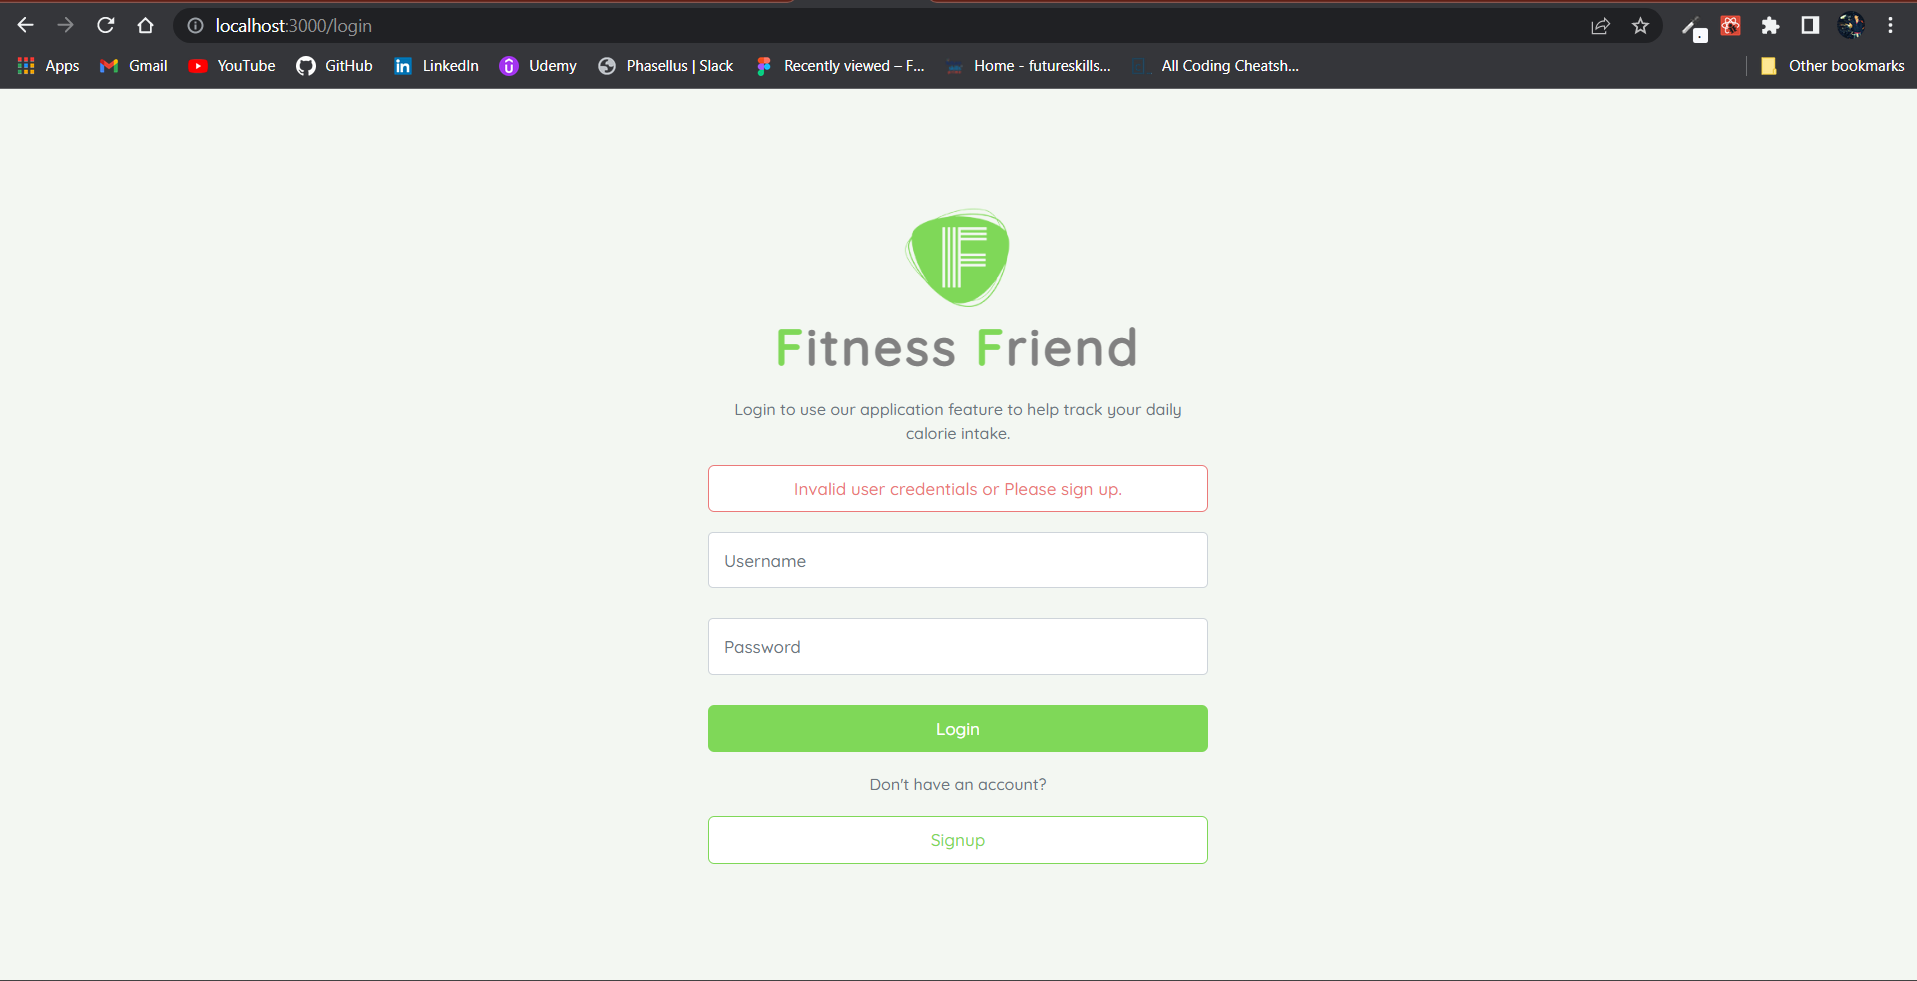 localhost:3000/login
Apps Gmail YouTube GitHub LinkedIn Udemy Phasellus | Slack Recently viewed – F... Home - futureskills... All Coding Cheatsh... Other bookmarks
F
Fitness Friend
Login to use our application feature to help track your daily
calorie intake.
Invalid user credentials or Please sign up.
Username
Password
Login
Don't have an account?
Signup